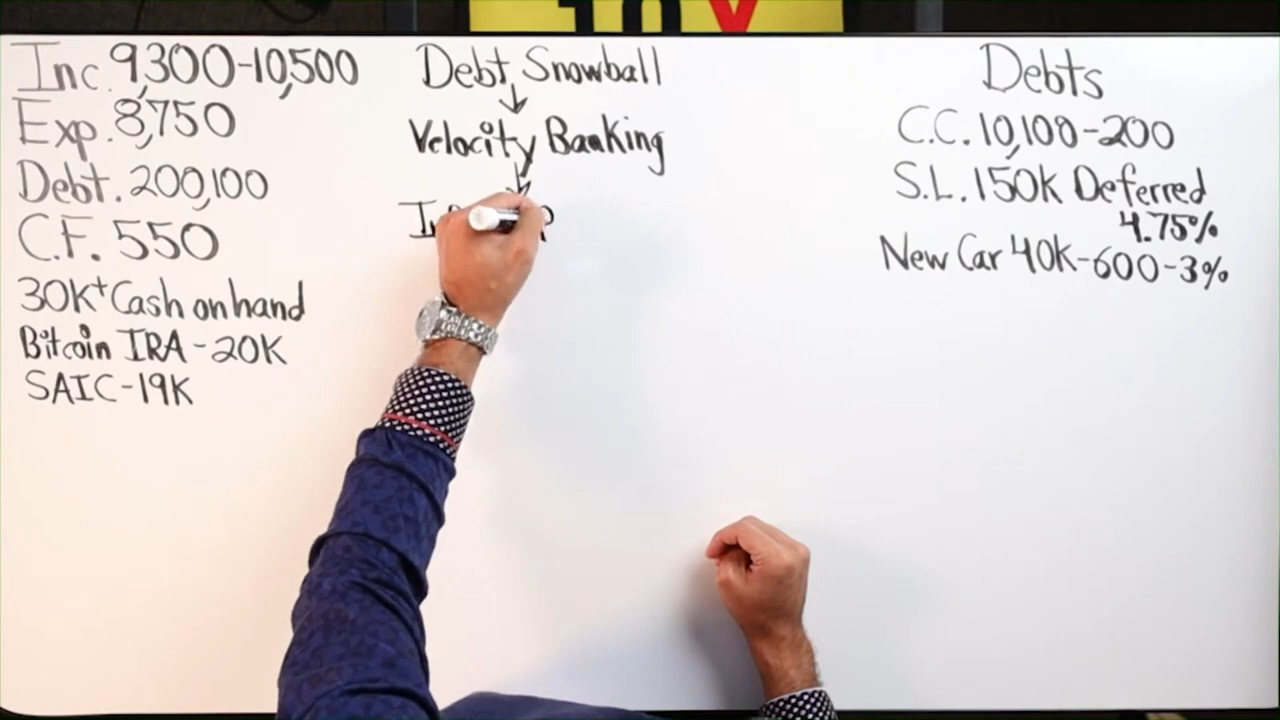 Inc. 9,300-10,500
Exp. 8,750
Debt. 200,100
C.F. 550
30K+ Cash on hand
Bitcoin IRA-20K
SAIC-19K
Debt Snowball
Velocity Banking
Debts
C.C. 10,100-200
S.L. 150K Deferred
4.75%
New Car 40K-600-3%